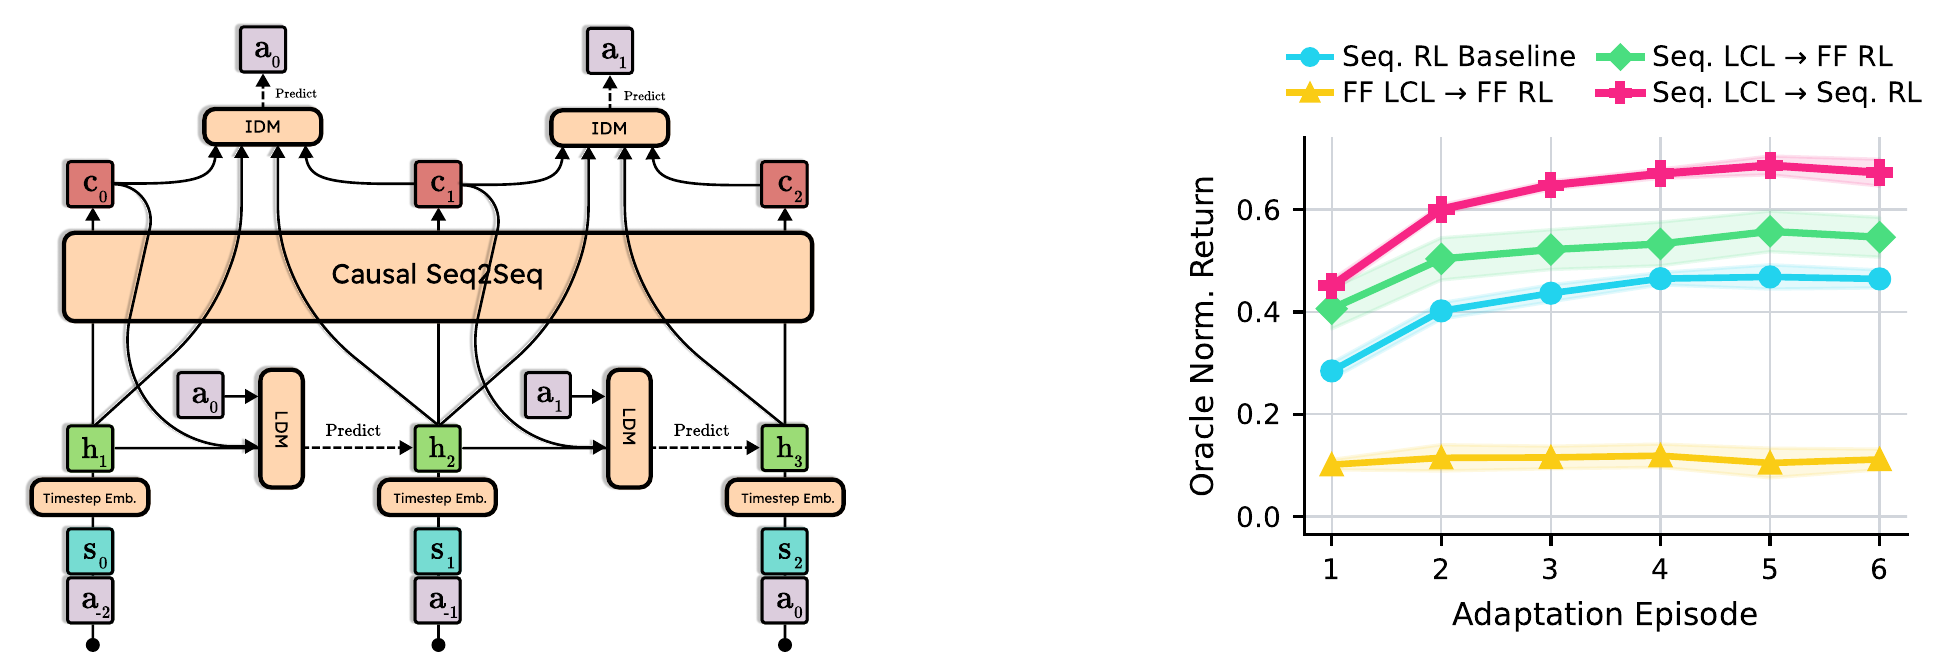 a0
a1
Predict
Predict
IDM
IDM
c0
c1
c2
Causal Seq2Seq
a0
LDM
a1
LDM
Predict
Predict
h1
h2
h3
Timestep Emb.
Timestep Emb.
Timestep Emb.
s0
s1
s2
a-2
a-1
a0
Seq. RL Baseline
Seq. LCL → FF RL
FF LCL → FF RL
Seq. LCL → Seq. RL
Oracle Norm. Return
0.6
0.4
0.2
0.0
1 2 3 4 5 6
Adaptation Episode